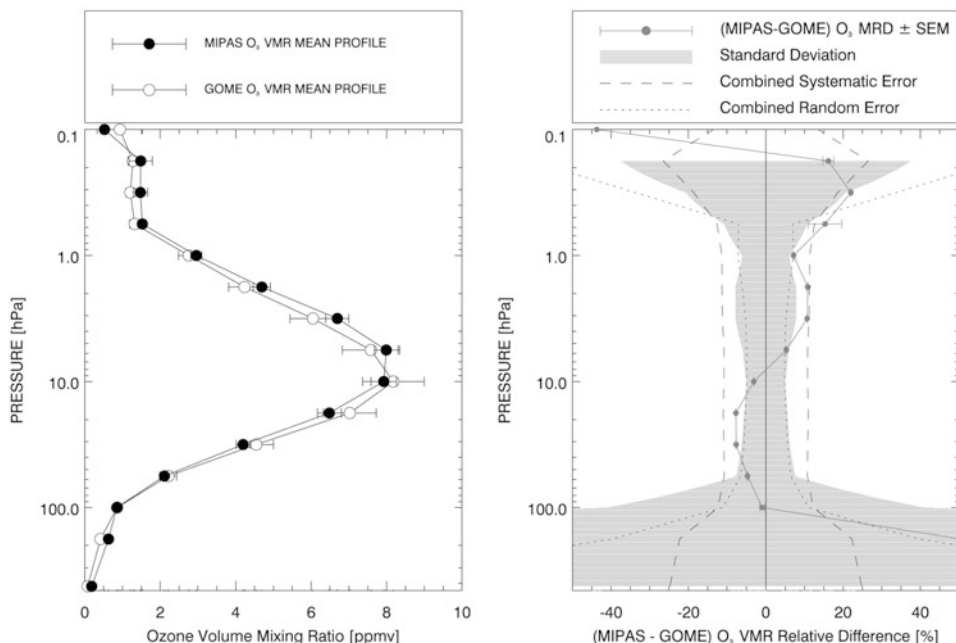 MIPAS O₃ VMR MEAN PROFILE
GOME O₃ VMR MEAN PROFILE
0.1
1.0
10.0
100.0
PRESSURE [hPa]
0 2 4 6 8 10
Ozone Volume Mixing Ratio [ppmv]
(MIPAS-GOME) O₃ MRD ± SEM
Standard Deviation
Combined Systematic Error
Combined Random Error
0.1
1.0
10.0
100.0
PRESSURE [hPa]
-40 -20 0 20 40
(MIPAS - GOME) O₃ VMR Relative Difference [%]